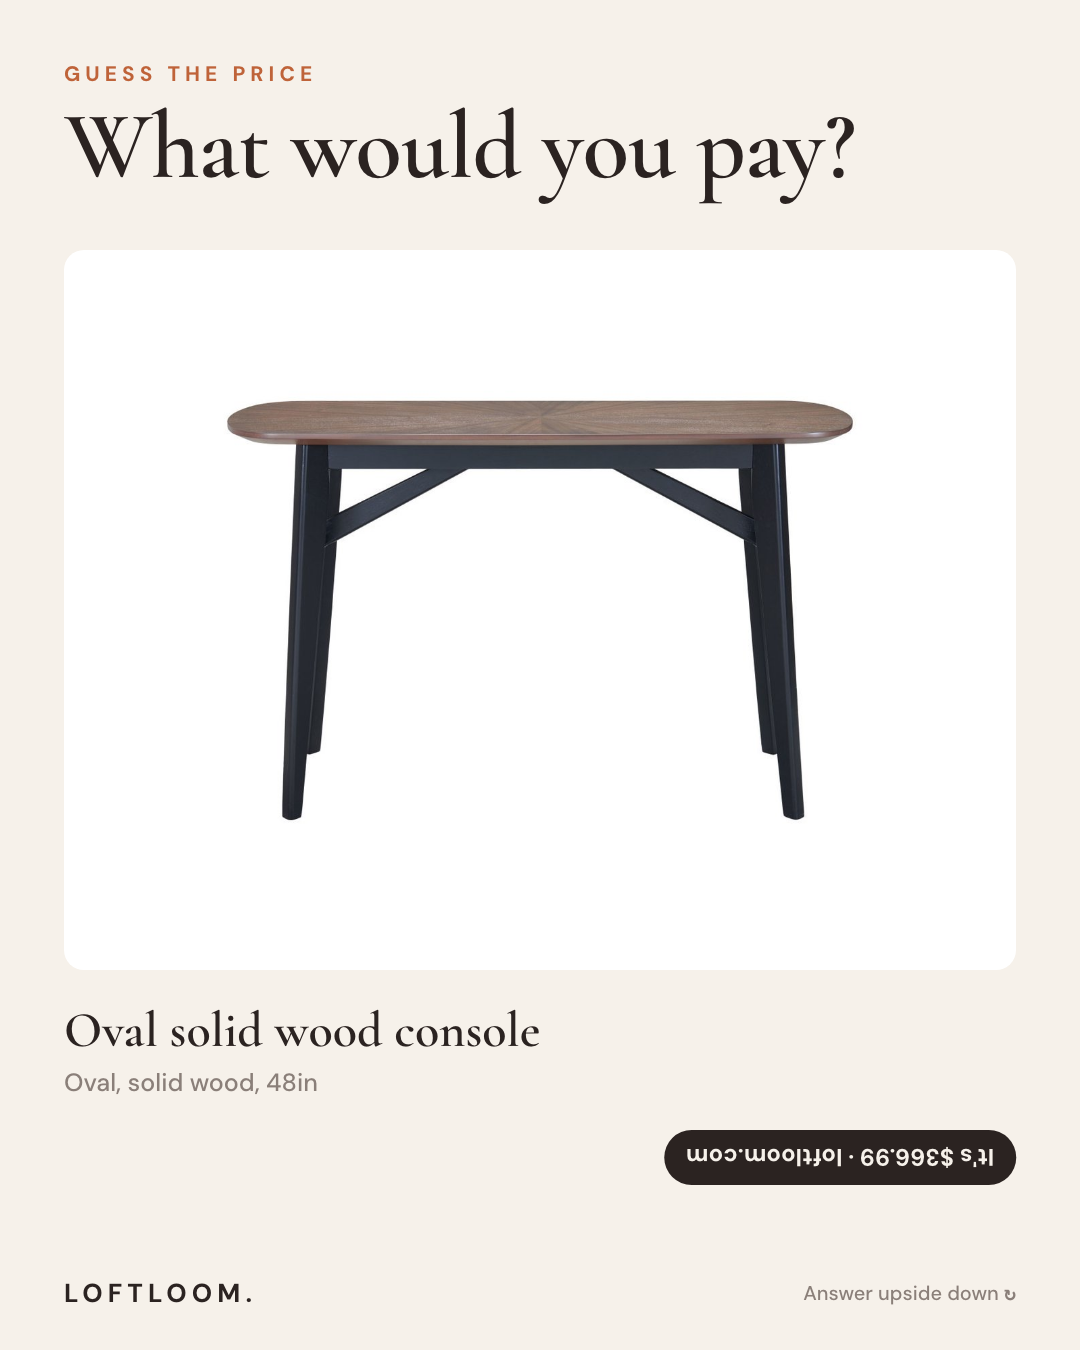 GUESS THE PRICE
What would you pay?
Oval solid wood console
Oval, solid wood, 48in
It's $366.99 · loftloom.com
LOFTLOOM.
Answer upside down ↻